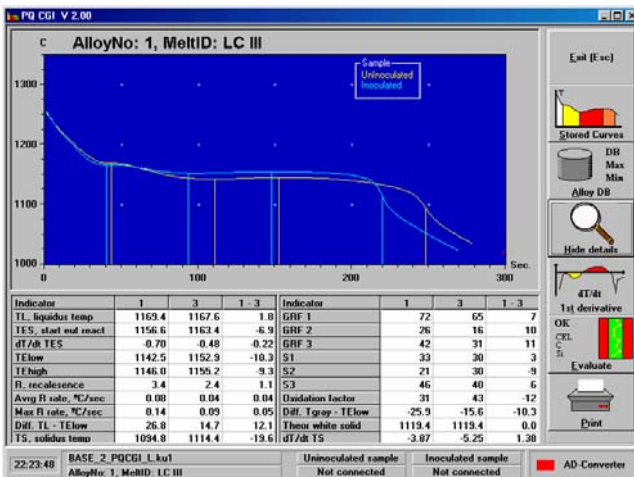 PQ CGI V 2.00
C AlloyNo: 1, MeltID: LC III
Sample
Uninoculated
Inoculated
1300
1200
1100
1000
0 100 200 300
Sec.
Exit (Esc)
T
Stored Curves
DB
Max
Min
Alloy DB
Hide details
dT/dt
1st derivative
OK
CEL
C
Si
Evaluate
Print
Indicator 1 3 1 - 3
TL, liquidus temp 1169.4 1167.6 1.8
TES, start eut react 1156.6 1163.4 -6.9
dT/dt TES -0.70 -0.48 -0.22
TElow 1142.5 1152.9 -10.3
TEhigh 1146.0 1155.2 -9.3
R, recalesence 3.4 2.4 1.1
Avrg R rate, °C/sec 0.08 0.04 0.04
Max R rate, °C/sec 0.14 0.09 0.05
Diff. TL - TElow 26.8 14.7 12.1
TS, solidus temp 1094.8 1114.4 -19.6
Indicator 1 3 1 - 3
GRF 1 72 65 7
GRF 2 26 16 10
GRF 3 42 31 11
S1 33 30 3
S2 21 30 -9
S3 46 40 6
Oxidation factor 31 43 -12
Diff. Tgray - TElow -25.9 -15.6 -10.3
Theor white solid 1119.4 1119.4 0.0
dT/dt TS -3.87 -5.25 1.38
22:23:48
BASE_2_PQCGI_L.ku1
AlloyNo: 1, MeltID: LC III
Uninoculated sample
Not connected
Inoculated sample
Not connected
AD-Converter